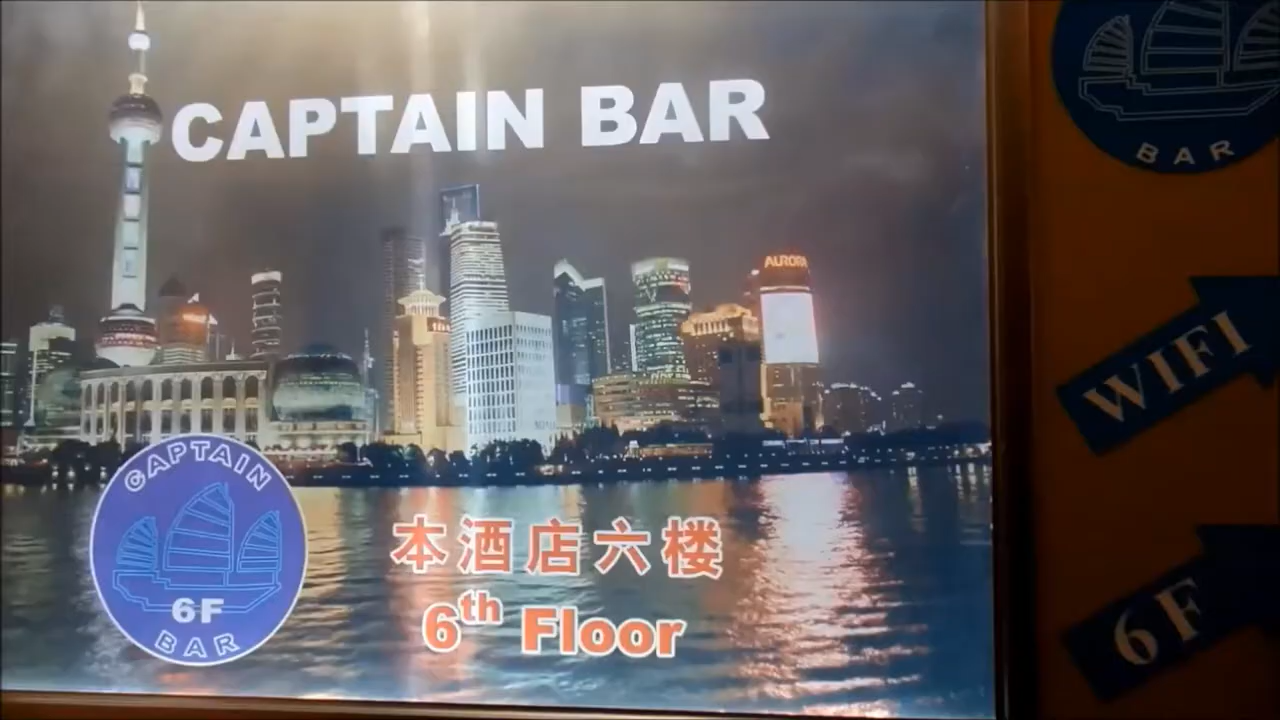 CAPTAIN BAR
AURORA
CAPTAIN
6F
BAR
本酒店六楼
6th Floor
BAR
WIFI
6F